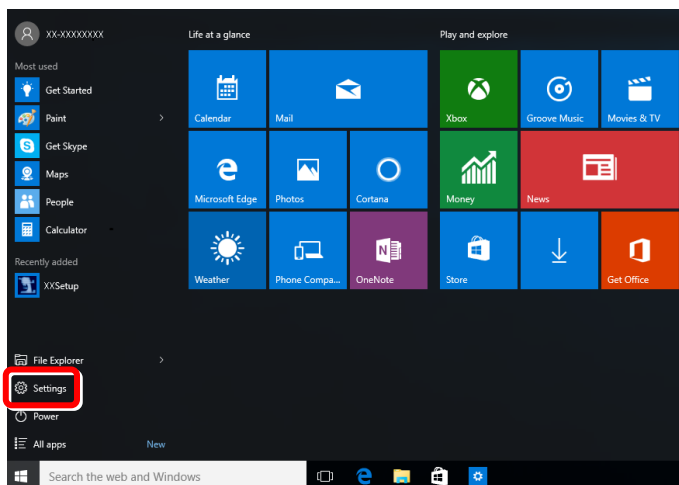 XX-XXXXXXXX
Most used
Get Started
Paint
Get Skype
Maps
People
Calculator
Recently added
XXSetup
File Explorer
Settings
Power
All apps New
Life at a glance
Calendar
Mail
Microsoft Edge
Photos
Cortana
Weather
Phone Compa...
OneNote
Play and explore
Xbox
Groove Music
Movies & TV
Money
News
Store
Get Office
Search the web and Windows